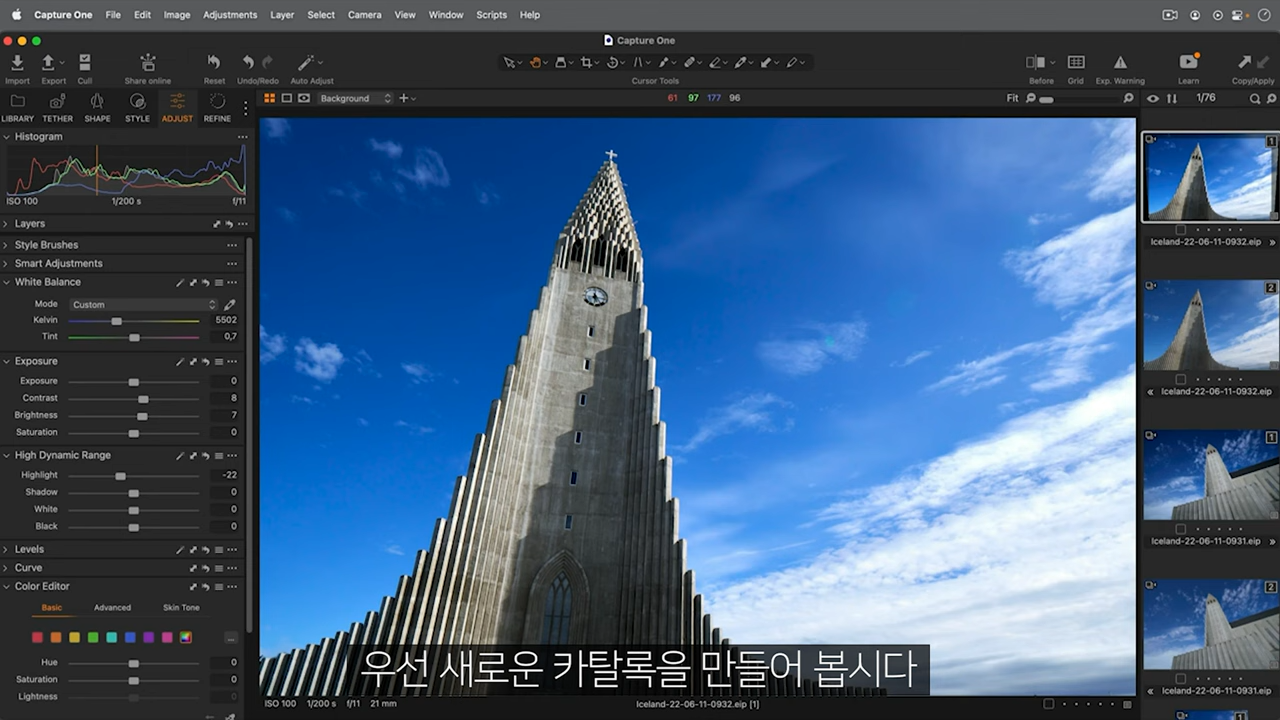 Capture One File Edit Image Adjustments Layer Select Camera View Window Scripts Help
Capture One
Import Export Cull Share online Reset Undo/Redo Auto Adjust Cursor Tools Before Grid Exp. Warning Learn Copy/Apply
LIBRARY TETHER SHAPE STYLE ADJUST REFINE
Background
61 97 177 96
Fit
1/76
Histogram
ISO 100 1/200 s f/11
Layers
Style Brushes
Smart Adjustments
White Balance
Mode Custom
Kelvin 5502
Tint 0,7
Exposure
Exposure 0
Contrast 8
Brightness 7
Saturation 0
High Dynamic Range
Highlight -22
Shadow 0
White 0
Black 0
Levels
Curve
Color Editor
Basic Advanced Skin Tone
Hue 0
Saturation 0
Lightness 0
우선 새로운 카탈록을 만들어 봅시다
ISO 100 1/200 s f/11 21 mm
Iceland-22-06-11-0932.eip [1]
1
Iceland-22-06-11-0932.eip »
2
« Iceland-22-06-11-0932.eip
1
Iceland-22-06-11-0931.eip »
2
« Iceland-22-06-11-0931.eip
1